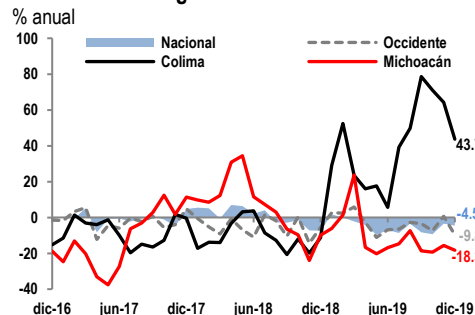 % anual
100
80
60
40
20
0
-20
-40
Nacional
Occidente
Colima
Michoacán
43.
-4.5
-9.
-18.
dic-16
jun-17
dic-17
jun-18
dic-18
jun-19
dic-19